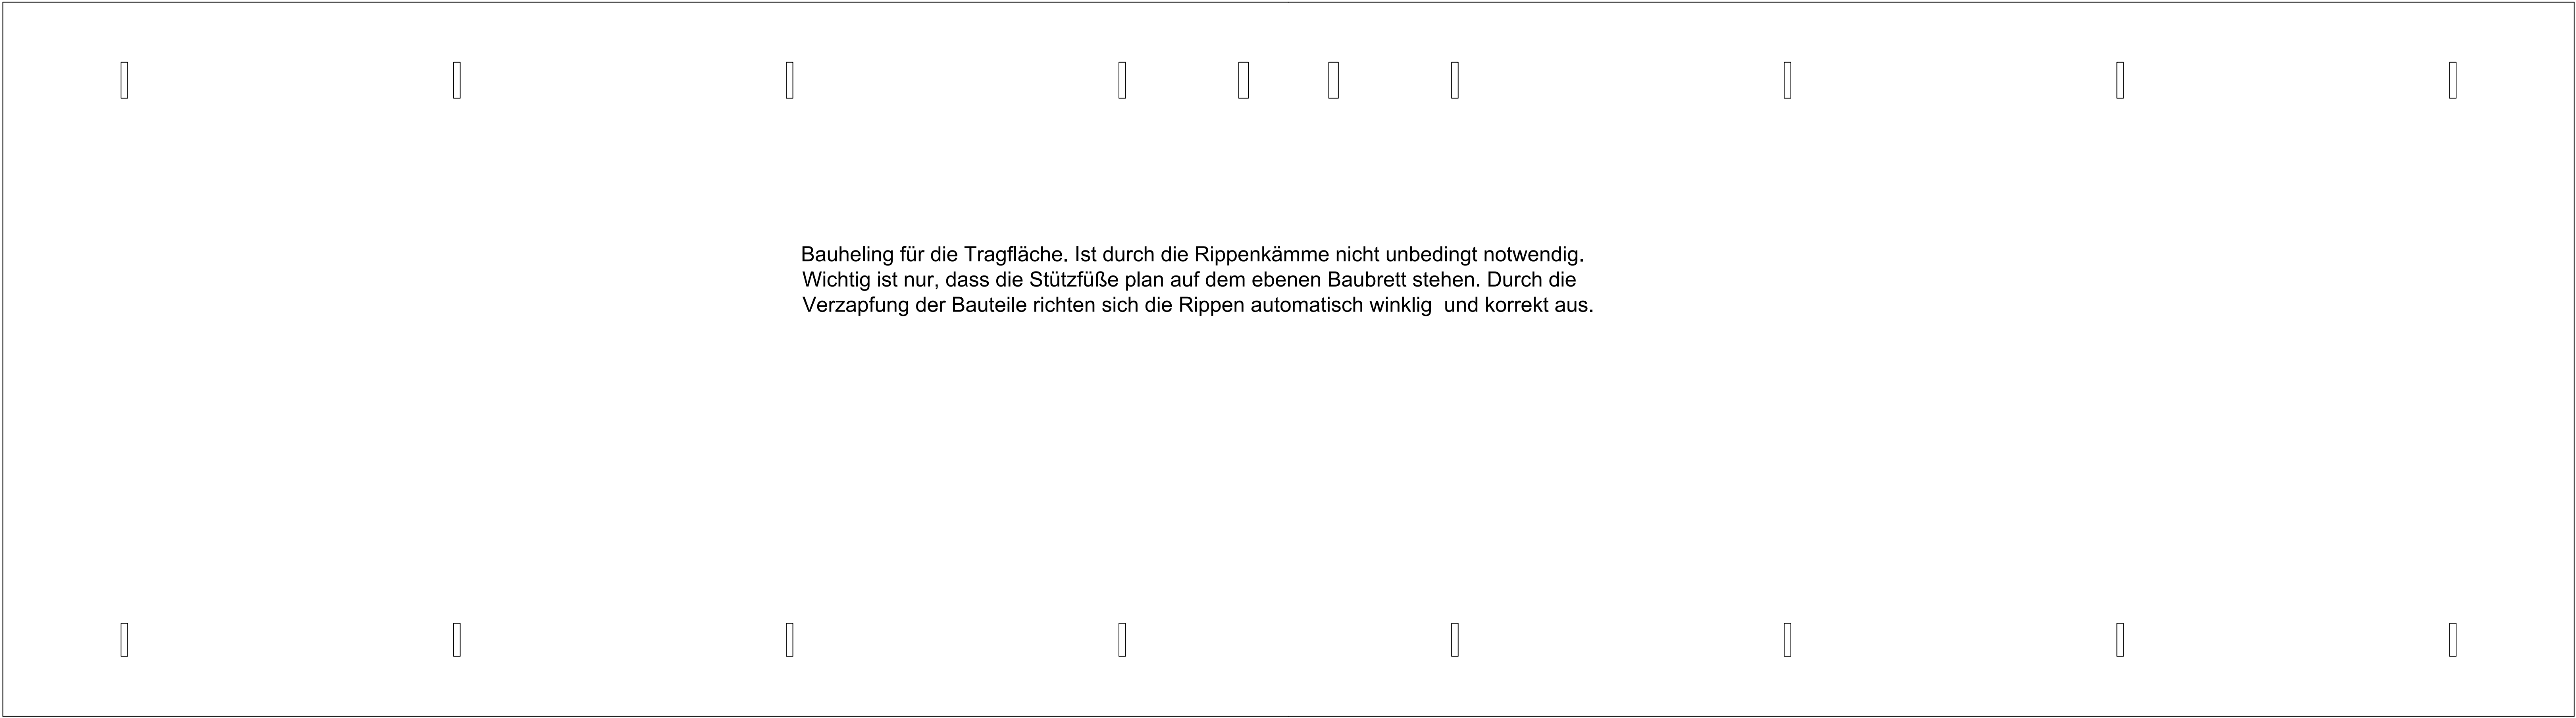 Bauheling für die Tragfläche. Ist durch die Rippenkämme nicht unbedingt notwendig.
Wichtig ist nur, dass die Stützfüße plan auf dem ebenen Baubrett stehen. Durch die
Verzapfung der Bauteile richten sich die Rippen automatisch winklig  und korrekt aus.